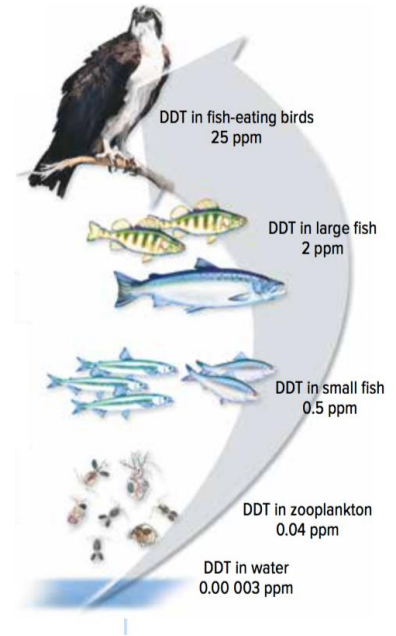 DDT in fish-eating birds
25 ppm
DDT in large fish
2 ppm
DDT in small fish
0.5 ppm
DDT in zooplankton
0.04 ppm
DDT in water
0.00 003 ppm